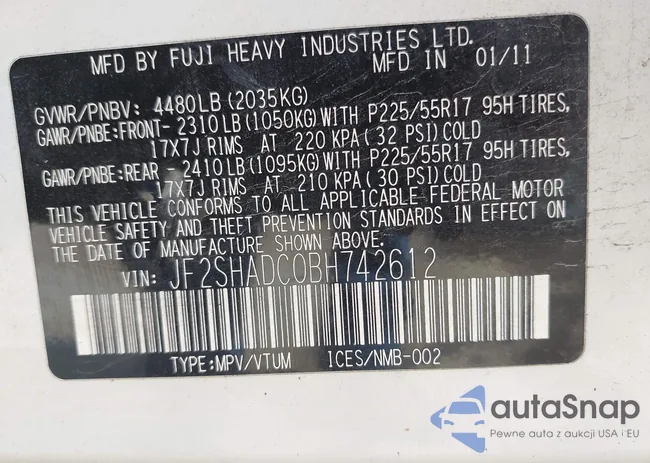 MFD BY FUJI HEAVY INDUSTRIES LTD.
MFD IN 01/11
GVWR/PNBV: 4480LB(2035KG)
GAWR/PNBE:FRONT-2310LB(1050KG)WITH P225/55R17 95H TIRES,
17X7J RIMS AT 220 KPA(32 PSI)COLD
GAWR/PNBE:REAR -2410LB(1095KG)WITH P225/55R17 95H TIRES,
17X7J RIMS AT 210 KPA(30 PSI)COLD
THIS VEHICLE CONFORMS TO ALL APPLICABLE FEDERAL MOTOR
VEHICLE SAFETY AND THEFT PREVENTION STANDARDS IN EFFECT ON
THE DATE OF MANUFACTURE SHOWN ABOVE.
VIN: JF2SHADC0BH742612
TYPE:MPV/VTUM ICES/NMB-002
autaSnap
Pewne auta z aukcji USA i EU